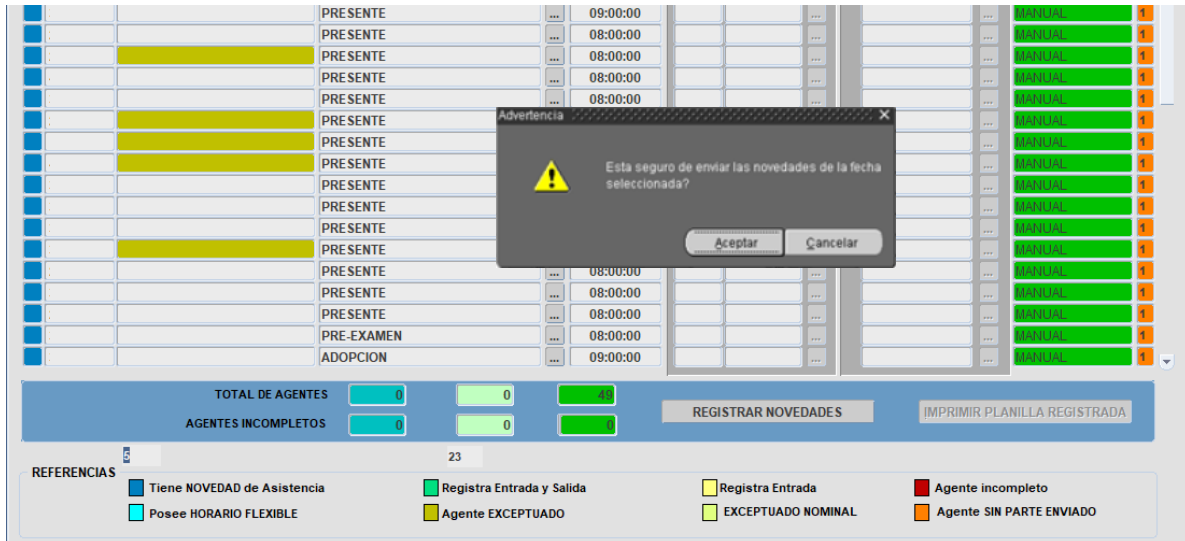 PRESENTE ... 09:00:00 ... ... MANUAL 1
PRESENTE ... 08:00:00 ... ... MANUAL 1
PRESENTE ... 08:00:00 ... ... MANUAL 1
PRESENTE ... 08:00:00 ... ... MANUAL 1
PRESENTE ... 08:00:00 ... ... MANUAL 1
PRESENTE ... MANUAL 1
PRESENTE ... MANUAL 1
PRESENTE ... MANUAL 1
PRESENTE ... MANUAL 1
PRESENTE ... MANUAL 1
PRESENTE ... MANUAL 1
PRESENTE ... MANUAL 1
PRESENTE ... 08:00:00 ... ... MANUAL 1
PRESENTE ... 08:00:00 ... ... MANUAL 1
PRESENTE ... 08:00:00 ... ... MANUAL 1
PRE-EXAMEN ... 08:00:00 ... ... MANUAL 1
ADOPCION ... 09:00:00 ... ... MANUAL 1
Advertencia
Esta seguro de enviar las novedades de la fecha
seleccionada?
Aceptar Cancelar
TOTAL DE AGENTES 0 0 49
AGENTES INCOMPLETOS 0 0 0
REGISTRAR NOVEDADES IMPRIMIR PLANILLA REGISTRADA
5 23
REFERENCIAS
Tiene NOVEDAD de Asistencia Registra Entrada y Salida Registra Entrada Agente incompleto
Posee HORARIO FLEXIBLE Agente EXCEPTUADO EXCEPTUADO NOMINAL Agente SIN PARTE ENVIADO